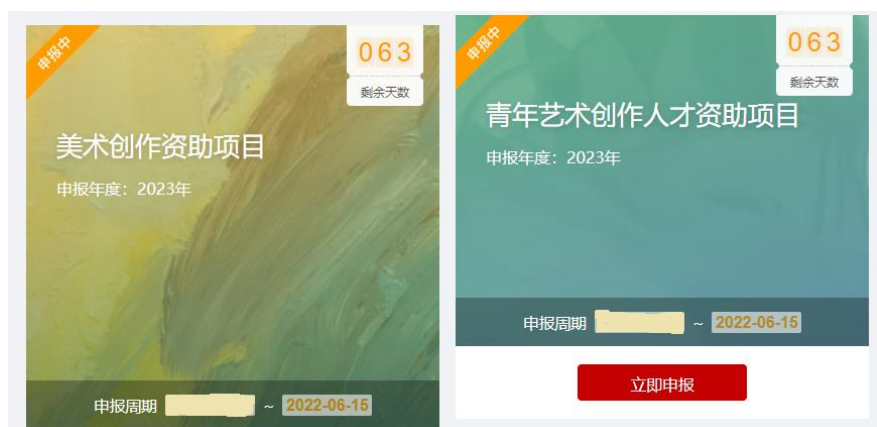 申报中
063
剩余天数
美术创作资助项目
申报年度：2023年
申报周期 ~ 2022-06-15
申报中
063
剩余天数
青年艺术创作人才资助项目
申报年度：2023年
申报周期 ~ 2022-06-15
立即申报